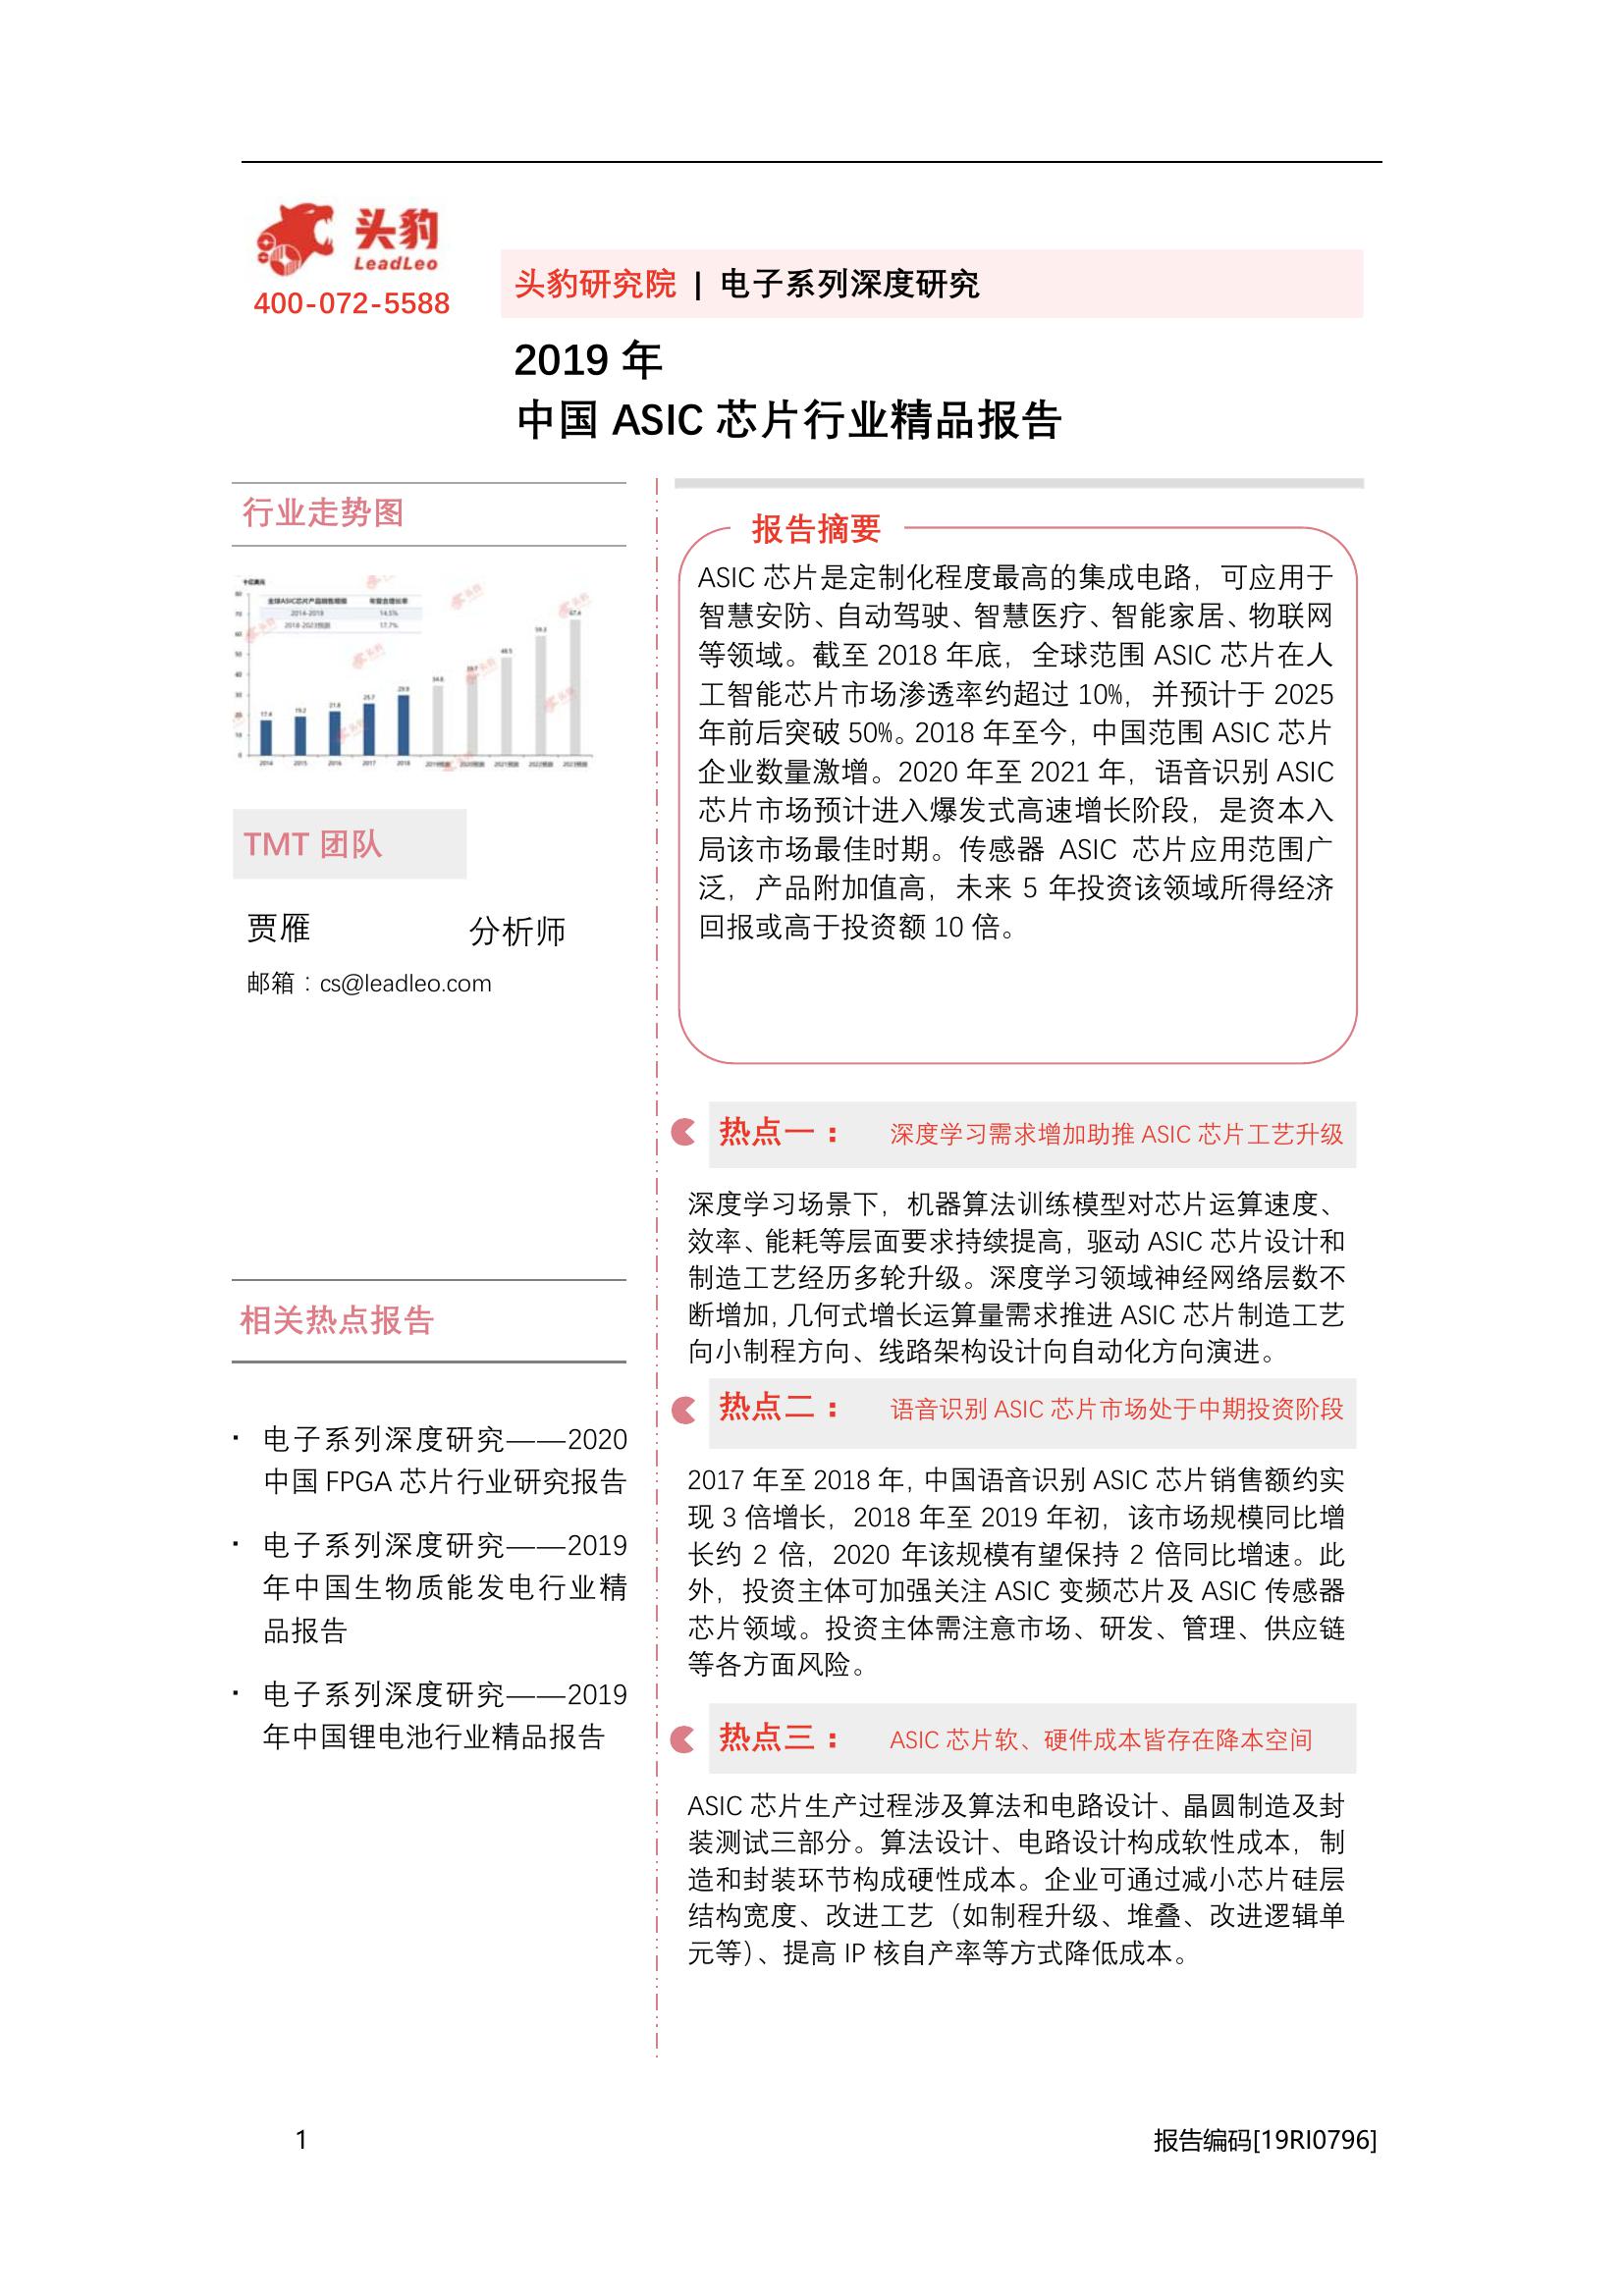 头豹
LeadLeo
400-072-5588
头豹研究院 | 电子系列深度研究
2019 年
中国 ASIC 芯片行业精品报告
行业走势图
十亿美元
全球ASIC芯片产品销售规模 年复合增长率
2014-2018 14.5%
2018-2023预测 17.7%
80
70
60
50
40
30
20
10
0
17.4
19.2
21.8
25.7
29.8
34.6
48.5
59.2
67.4
2014 2015 2016 2017 2018 2019预测 2020预测 2021预测 2022预测 2023预测
TMT 团队
贾雁 分析师
邮箱：cs@leadleo.com
相关热点报告
· 电子系列深度研究——2020
中国 FPGA 芯片行业研究报告
· 电子系列深度研究——2019
年中国生物质能发电行业精
品报告
· 电子系列深度研究——2019
年中国锂电池行业精品报告
报告摘要
ASIC 芯片是定制化程度最高的集成电路，可应用于
智慧安防、自动驾驶、智慧医疗、智能家居、物联网
等领域。截至 2018 年底，全球范围 ASIC 芯片在人
工智能芯片市场渗透率约超过 10%，并预计于 2025
年前后突破 50%。2018 年至今，中国范围 ASIC 芯片
企业数量激增。2020 年至 2021 年，语音识别 ASIC
芯片市场预计进入爆发式高速增长阶段，是资本入
局该市场最佳时期。传感器 ASIC 芯片应用范围广
泛，产品附加值高，未来 5 年投资该领域所得经济
回报或高于投资额 10 倍。
热点一： 深度学习需求增加助推 ASIC 芯片工艺升级
深度学习场景下，机器算法训练模型对芯片运算速度、
效率、能耗等层面要求持续提高，驱动 ASIC 芯片设计和
制造工艺经历多轮升级。深度学习领域神经网络层数不
断增加，几何式增长运算量需求推进 ASIC 芯片制造工艺
向小制程方向、线路架构设计向自动化方向演进。
热点二： 语音识别 ASIC 芯片市场处于中期投资阶段
2017 年至 2018 年，中国语音识别 ASIC 芯片销售额约实
现 3 倍增长，2018 年至 2019 年初，该市场规模同比增
长约 2 倍，2020 年该规模有望保持 2 倍同比增速。此
外，投资主体可加强关注 ASIC 变频芯片及 ASIC 传感器
芯片领域。投资主体需注意市场、研发、管理、供应链
等各方面风险。
热点三： ASIC 芯片软、硬件成本皆存在降本空间
ASIC 芯片生产过程涉及算法和电路设计、晶圆制造及封
装测试三部分。算法设计、电路设计构成软性成本，制
造和封装环节构成硬性成本。企业可通过减小芯片硅层
结构宽度、改进工艺（如制程升级、堆叠、改进逻辑单
元等）、提高 IP 核自产率等方式降低成本。
1
报告编码[19RI0796]